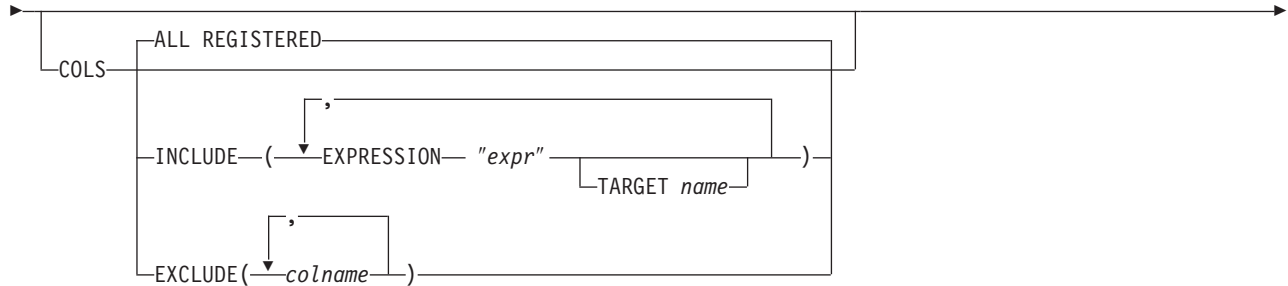 ALL REGISTERED
COLS
,
INCLUDE ( EXPRESSION "expr" )
TARGET name
,
EXCLUDE( colname )